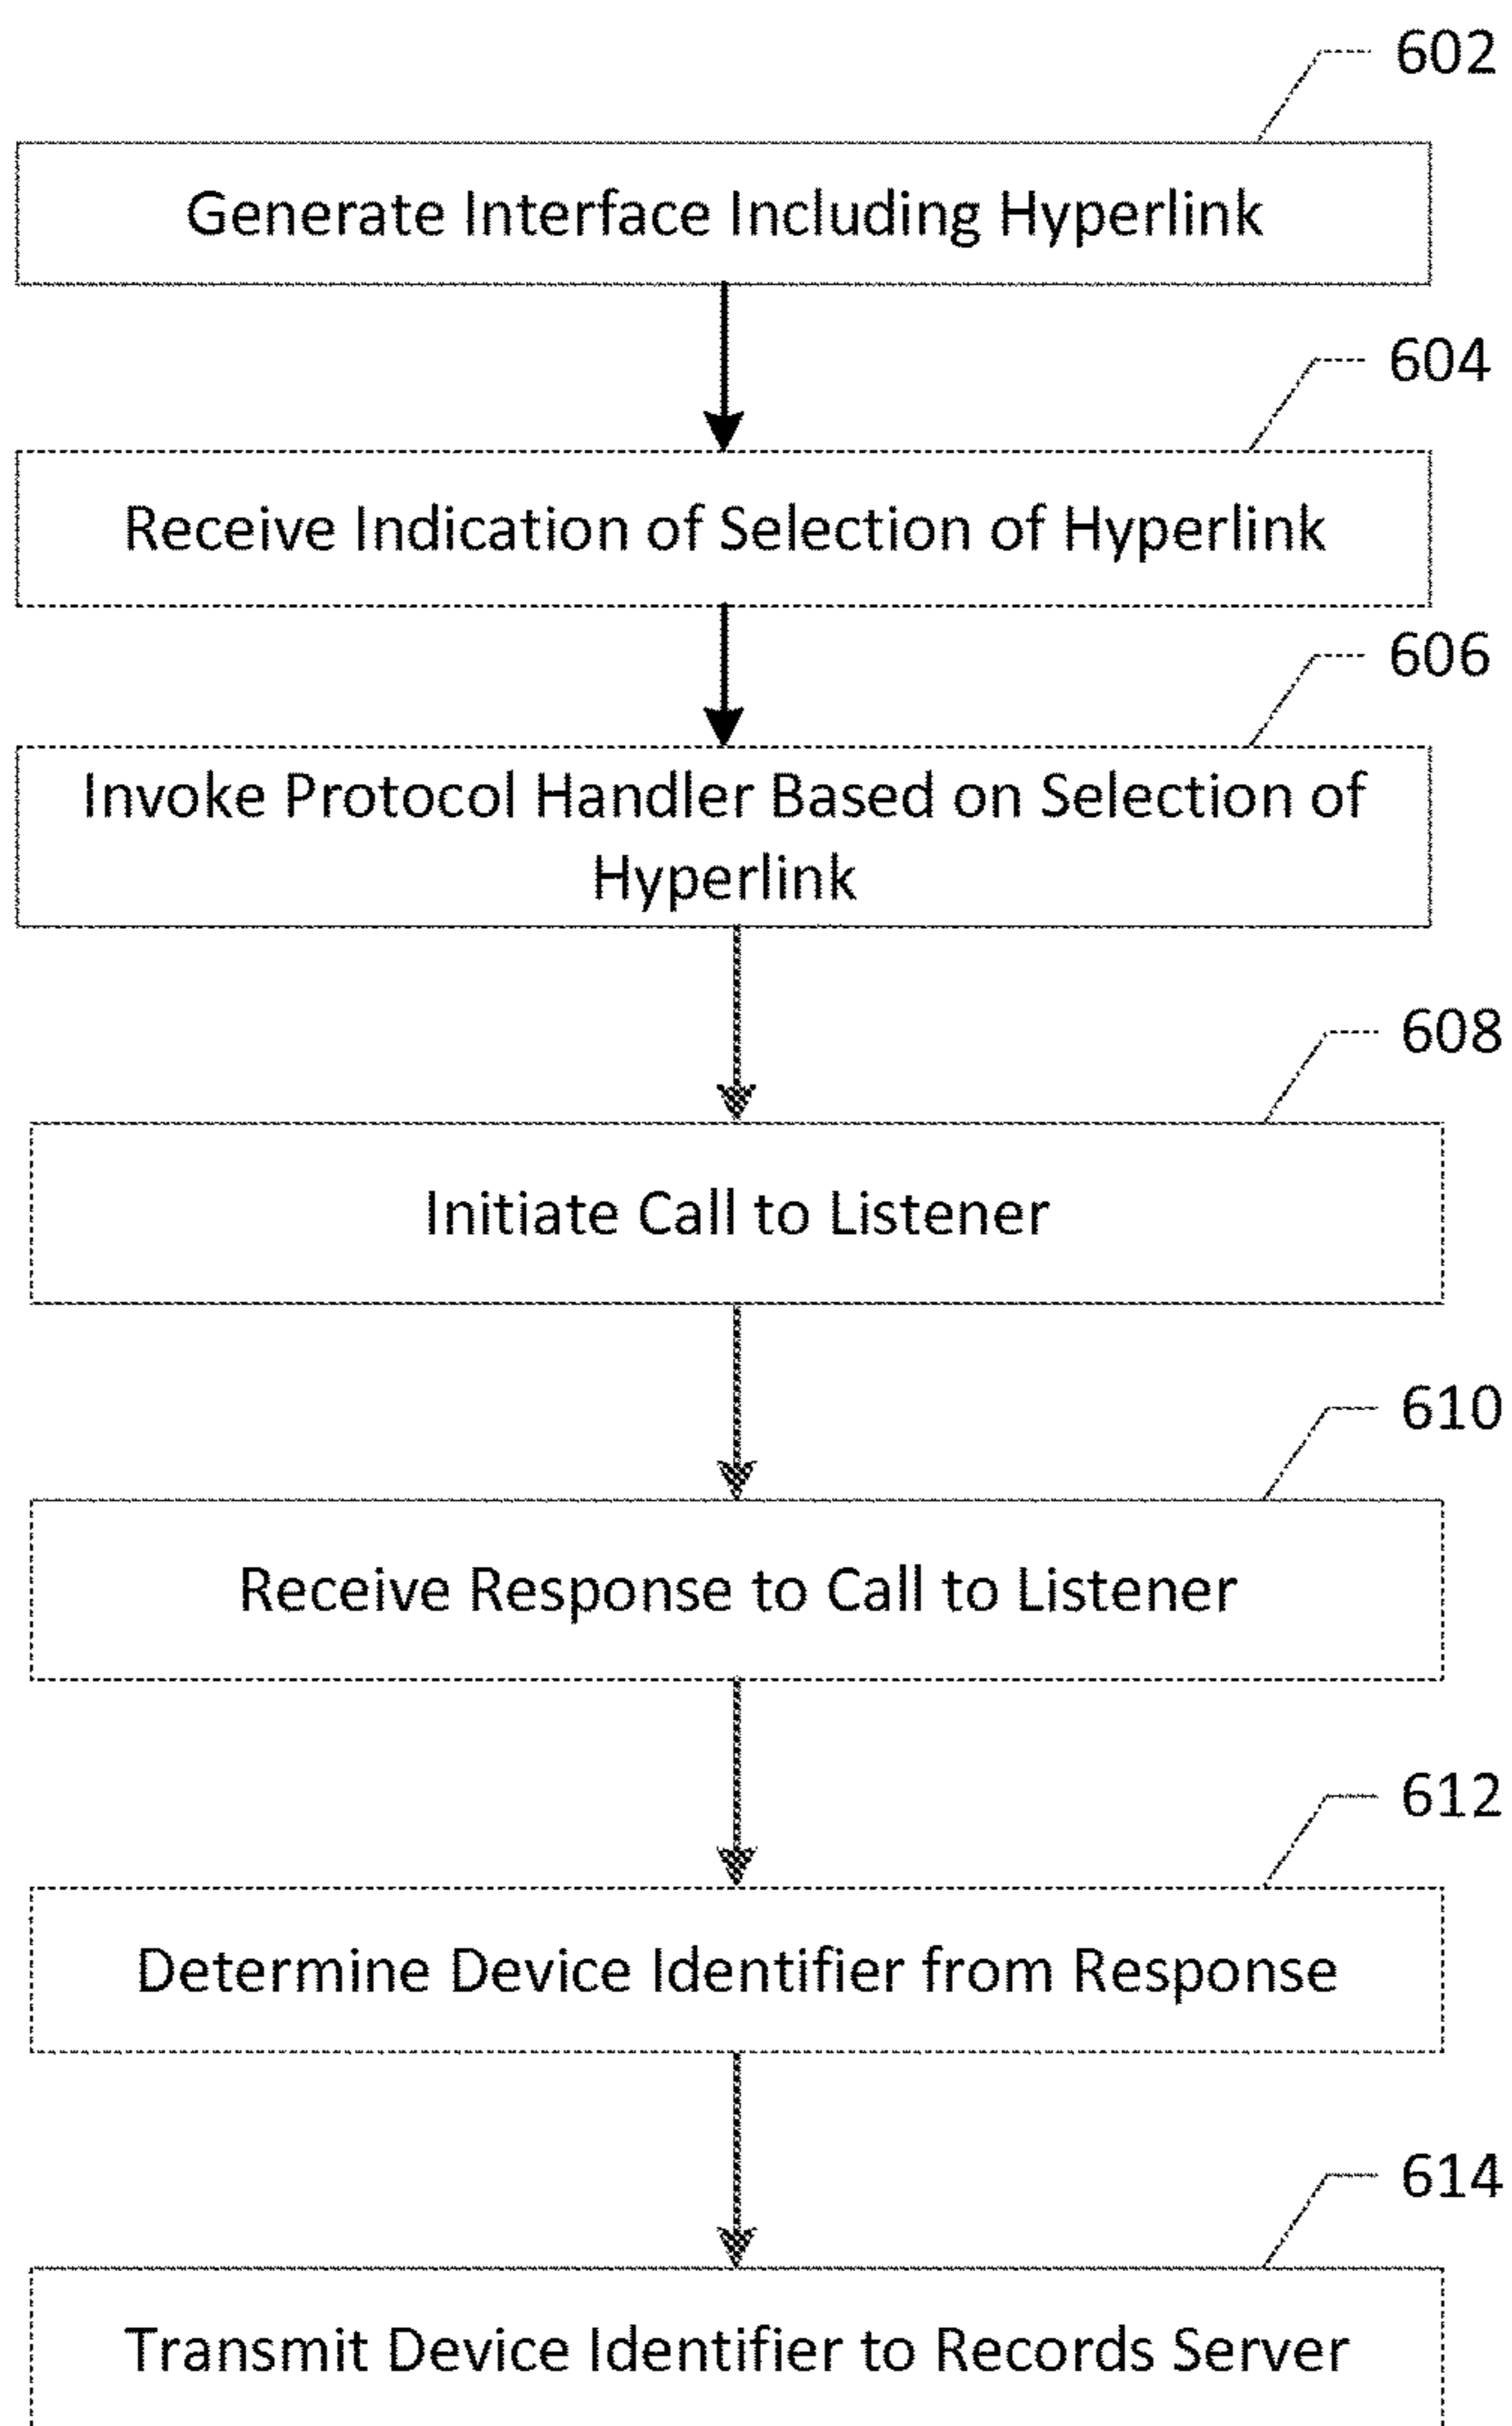 602
Generate Interface Including Hyperlink
604
Receive Indication of Selection of Hyperlink
606
Invoke Protocol Handler Based on Selection of
Hyperlink
608
Initiate Call to Listener
610
Receive Response to Call to Listener
612
Determine Device Identifier from Response
614
Transmit Device Identifier to Records Server